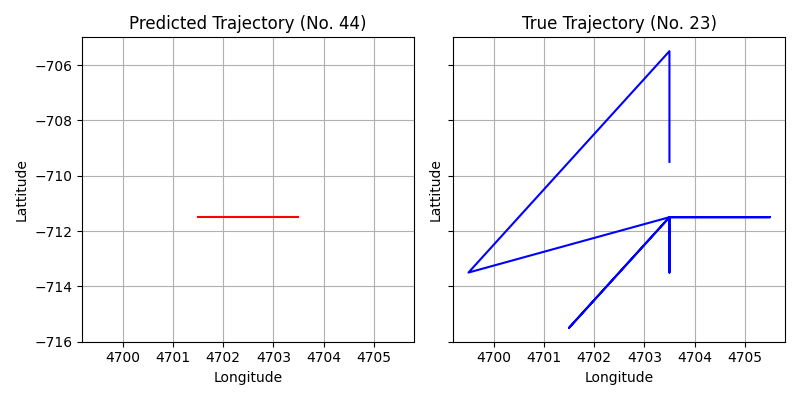 Predicted Trajectory (No. 44)
True Trajectory (No. 23)
Lattitude
−706
−708
−710
−712
−714
−716
4700 4701 4702 4703 4704 4705
Longitude
Lattitude
4700 4701 4702 4703 4704 4705
Longitude